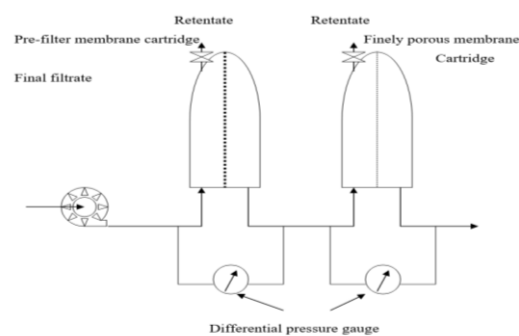 Retentate
Retentate
Pre-filter membrane cartridge
Finely porous membrane
Cartridge
Final filtrate
Differential pressure gauge